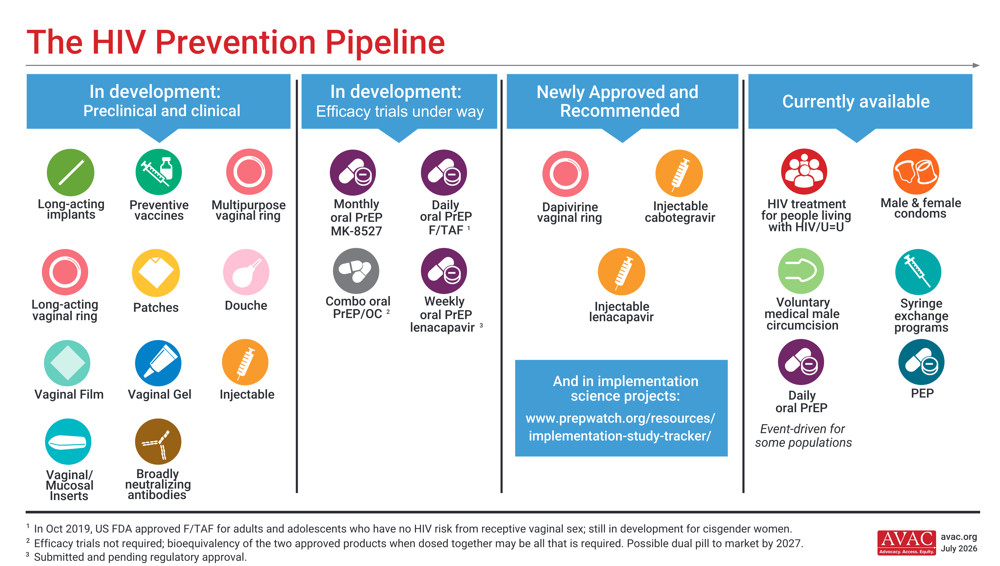 The HIV Prevention Pipeline
In development:
Preclinical and clinical
Long-acting
implants
Preventive
vaccines
Multipurpose
vaginal ring
Long-acting
vaginal ring
Patches
Douche
Vaginal Film
Vaginal Gel
Injectable
Vaginal/
Mucosal
Inserts
Broadly
neutralizing
antibodies
In development:
Efficacy trials under way
Monthly
oral PrEP
MK-8527
Daily
oral PrEP
F/TAF 1
Combo oral
PrEP/OC 2
Weekly
oral PrEP
lenacapavir 3
Newly Approved and
Recommended
Dapivirine
vaginal ring
Injectable
cabotegravir
Injectable
lenacapavir
And in implementation
science projects:
www.prepwatch.org/resources/
implementation-study-tracker/
Currently available
HIV treatment
for people living
with HIV/U=U
Male & female
condoms
Voluntary
medical male
circumcision
Syringe
exchange
programs
Daily
oral PrEP
Event-driven for
some populations
PEP
1 In Oct 2019, US FDA approved F/TAF for adults and adolescents who have no HIV risk from receptive vaginal sex; still in development for cisgender women.
2 Efficacy trials not required; bioequivalency of the two approved products when dosed together may be all that is required. Possible dual pill to market by 2027.
3 Submitted and pending regulatory approval.
AVAC
Advocacy. Access. Equity.
avac.org
July 2026